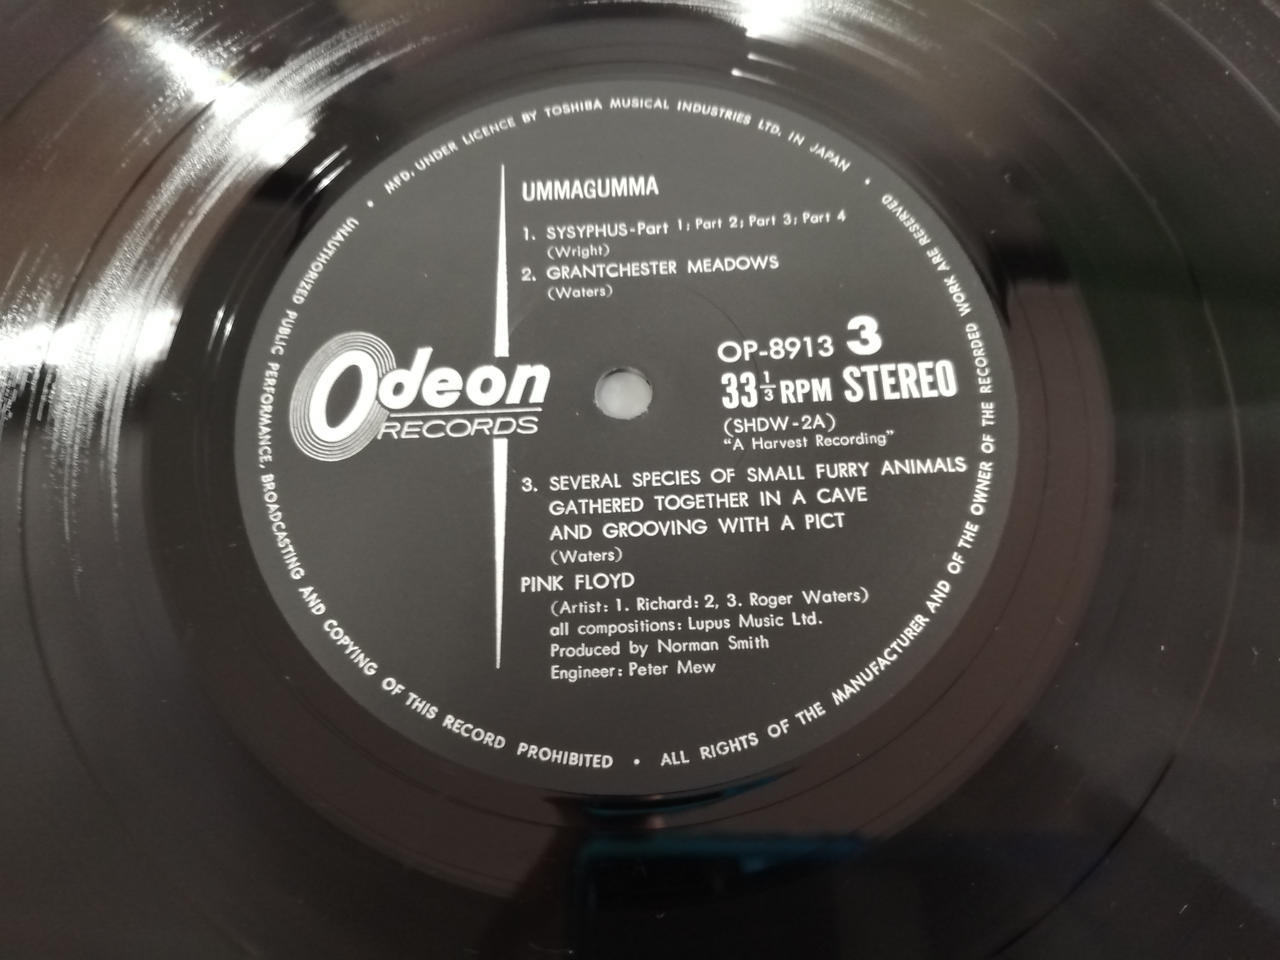 MFD. UNDER LICENCE BY TOSHIBA MUSICAL INDUSTRIES LTD. IN JAPAN •
UMMAGUMMA
1. SYSYPHUS-Part 1; Part 2; Part 3; Part 4
(Wright)
2. GRANTCHESTER MEADOWS
(Waters)
Odeon
RECORDS
OP-8913 3
33 1/3 RPM STEREO
(SHDW-2A)
"A Harvest Recording"
3. SEVERAL SPECIES OF SMALL FURRY ANIMALS
GATHERED TOGETHER IN A CAVE
AND GROOVING WITH A PICT
(Waters)
PINK FLOYD
(Artist: 1. Richard: 2, 3. Roger Waters)
all compositions: Lupus Music Ltd.
Produced by Norman Smith
Engineer: Peter Mew
ALL RIGHTS OF THE MANUFACTURER AND OF THE OWNER OF THE RECORDED WORK ARE RESERVED •
UNAUTHORIZED PUBLIC PERFORMANCE, BROADCASTING AND COPYING OF THIS RECORD PROHIBITED •